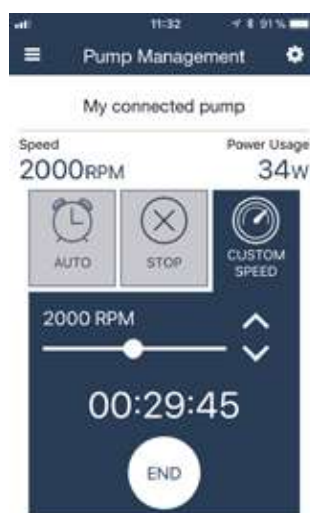 11:32 91%
Pump Management
My connected pump
Speed Power Usage
2000RPM 34W
AUTO STOP CUSTOM SPEED
2000 RPM
00:29:45
END